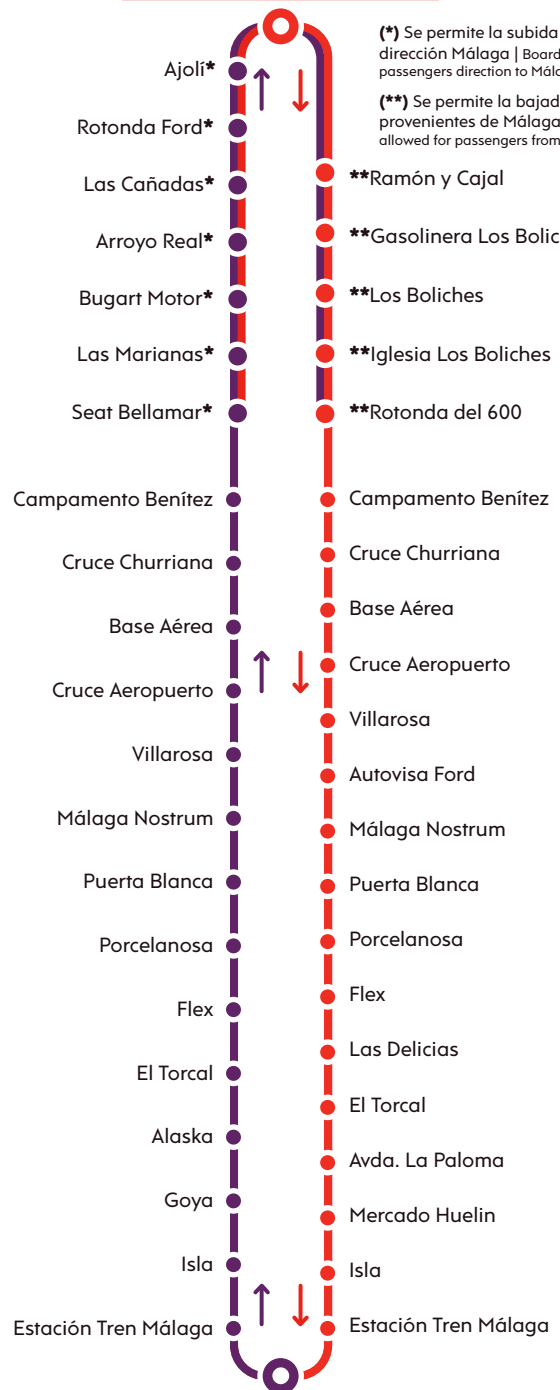 (*) Se permite la subida
dirección Málaga | Board
passengers direction to Mála
(**) Se permite la bajad
provenientes de Málaga
allowed for passengers from
Ajolí*
Rotonda Ford*
Las Cañadas*
Arroyo Real*
Bugart Motor*
Las Marianas*
Seat Bellamar*
Campamento Benítez
Cruce Churriana
Base Aérea
Cruce Aeropuerto
Villarosa
Málaga Nostrum
Puerta Blanca
Porcelanosa
Flex
El Torcal
Alaska
Goya
Isla
Estación Tren Málaga
**Ramón y Cajal
**Gasolinera Los Bolic
**Los Boliches
**Iglesia Los Boliches
**Rotonda del 600
Campamento Benítez
Cruce Churriana
Base Aérea
Cruce Aeropuerto
Villarosa
Autovisa Ford
Málaga Nostrum
Puerta Blanca
Porcelanosa
Flex
Las Delicias
El Torcal
Avda. La Paloma
Mercado Huelin
Isla
Estación Tren Málaga